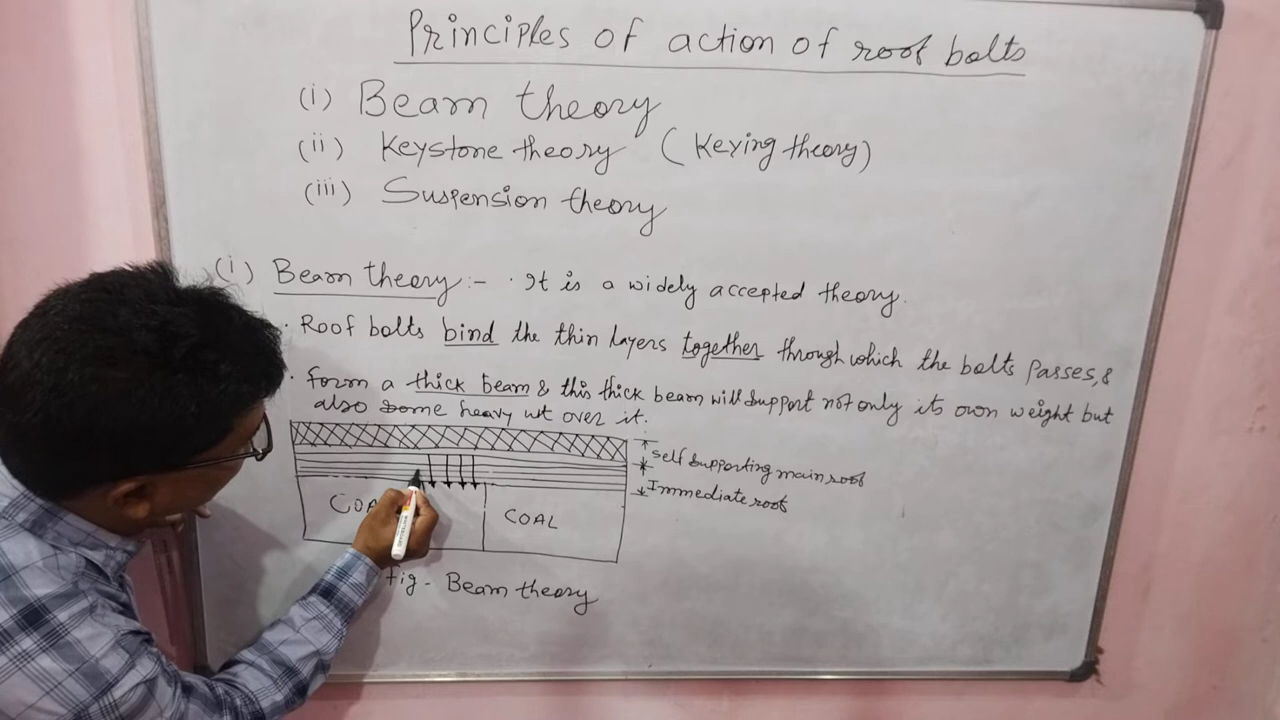 Principles of action of roof bolts
(i) Beam theory
(ii) Keystone theory (Keying theory)
(iii) Suspension theory
(i) Beam theory:- · It is a widely accepted theory.
· Roof bolts bind the thin layers together through which the bolts passes, &
· form a thick beam & this thick beam will support not only its own weight but
also some heavy wt over it.
self supporting main roof
Immediate roof
COAL
Fig - Beam theory